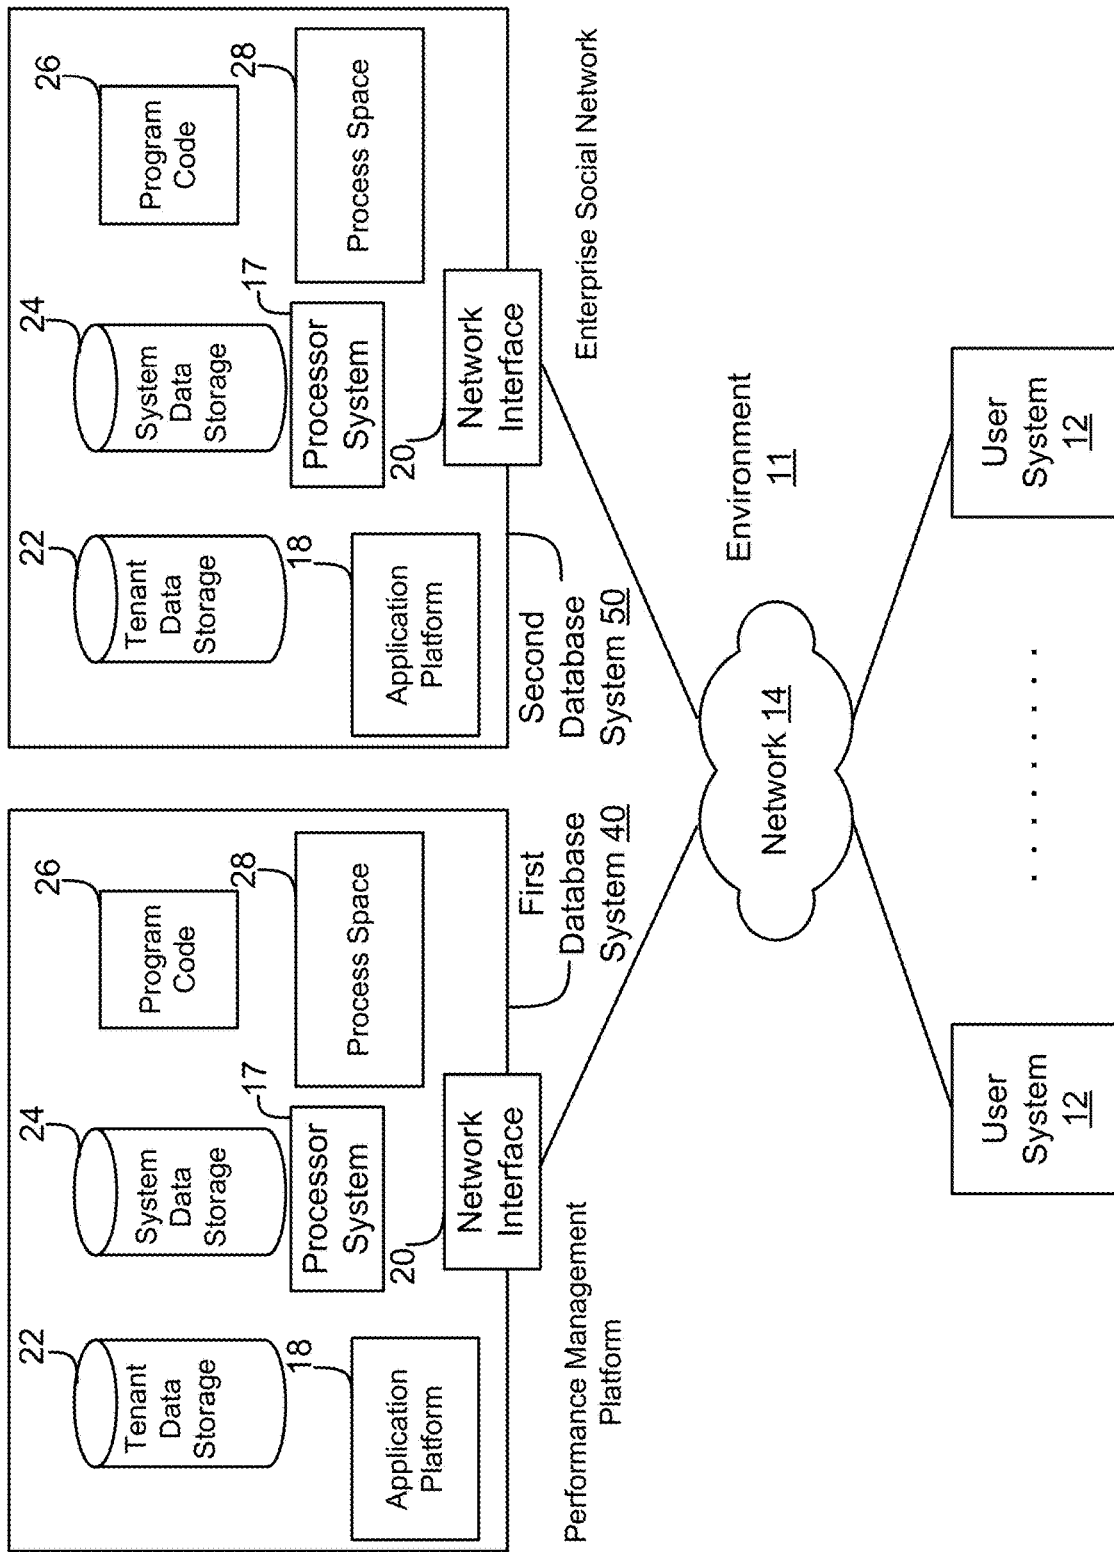 22
24
26
Tenant
Data
Storage
System
Data
Storage
Program
Code
18
17
28
Application
Platform
Processor
System
Process Space
20
Network
Interface
Performance Management
Platform
First
Database
System 40
22
24
26
Tenant
Data
Storage
System
Data
Storage
Program
Code
18
17
28
Application
Platform
Processor
System
Process Space
20
Network
Interface
Second
Database
System 50
Enterprise Social Network
Environment
11
Network 14
User
System
12
. . . . . . .
User
System
12